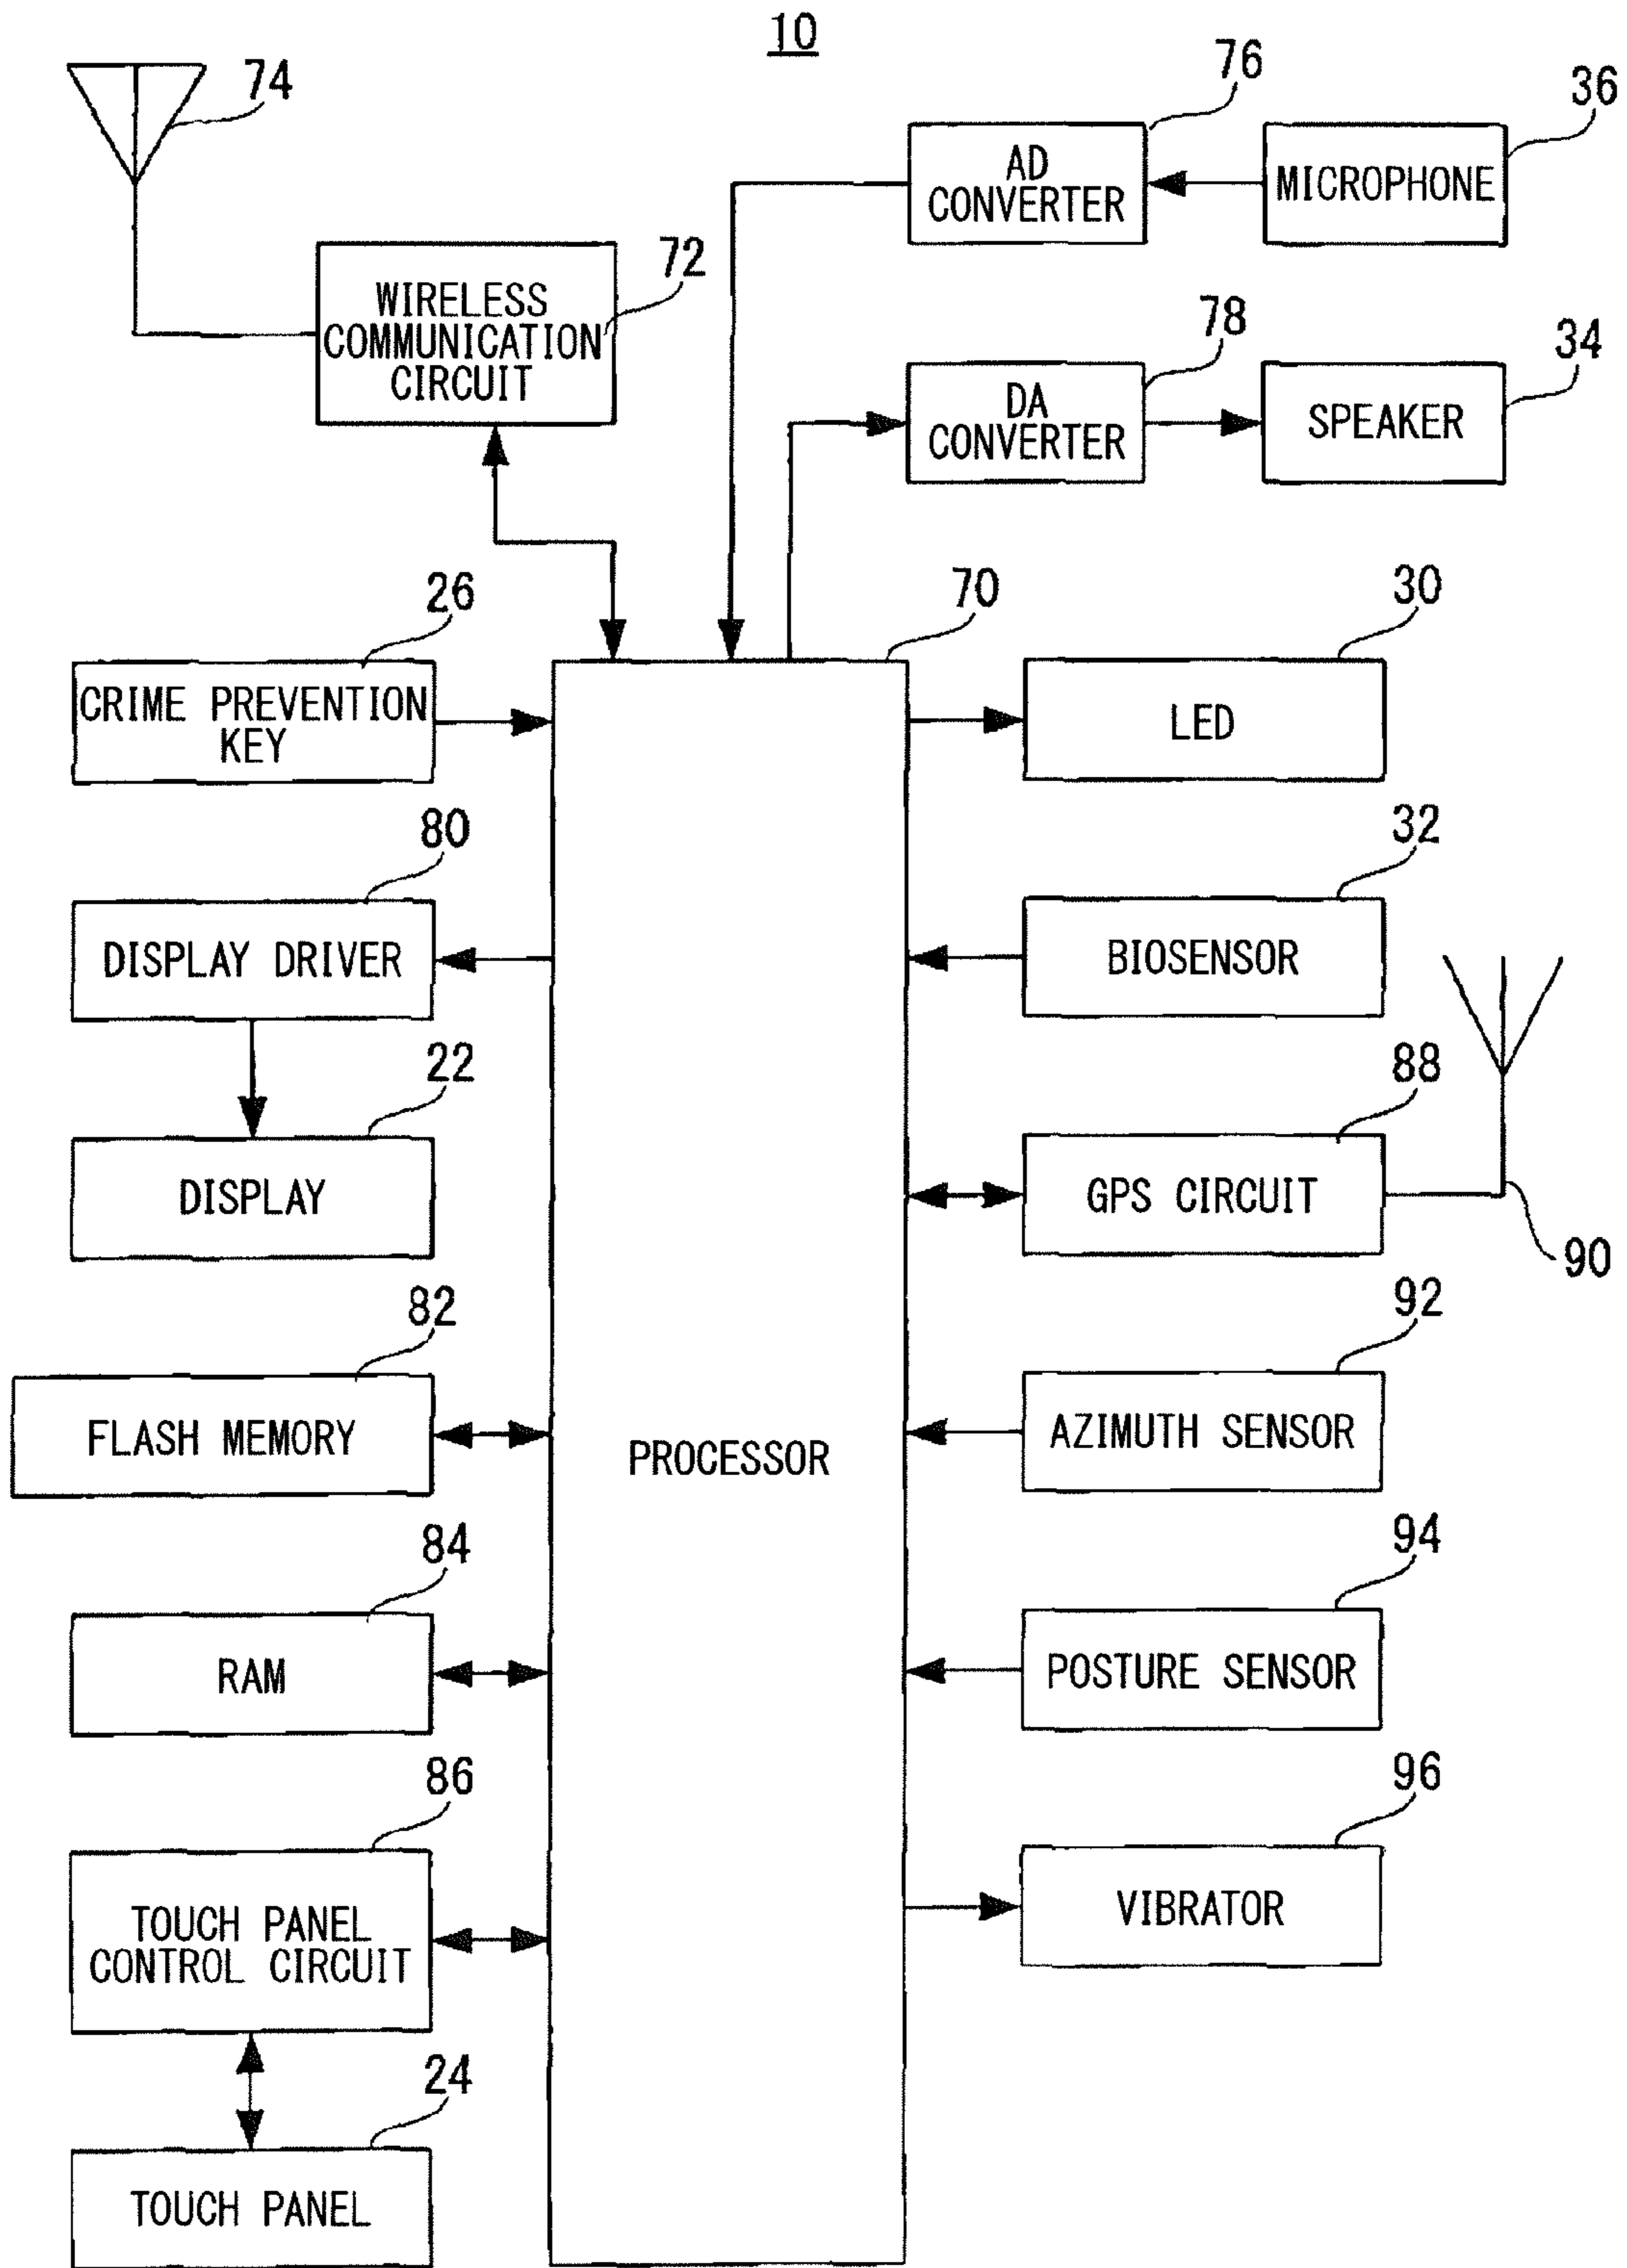 10
74
76
36
AD
CONVERTER
MICROPHONE
72
WIRELESS
COMMUNICATION
CIRCUIT
78
34
DA
CONVERTER
SPEAKER
26
70
30
CRIME PREVENTION
KEY
LED
80
32
DISPLAY DRIVER
BIOSENSOR
22
88
DISPLAY
GPS CIRCUIT
90
82
92
FLASH MEMORY
PROCESSOR
AZIMUTH SENSOR
84
94
RAM
POSTURE SENSOR
86
96
TOUCH PANEL
CONTROL CIRCUIT
VIBRATOR
24
TOUCH PANEL